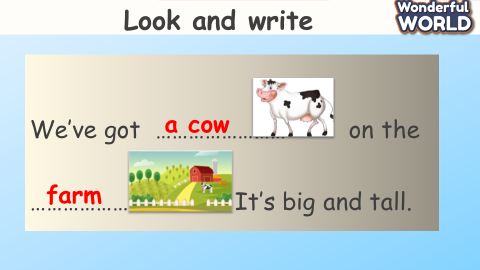 Look and write
Wonderful
WORLD
We've got ........................ a cow on the
.................. farm It's big and tall.